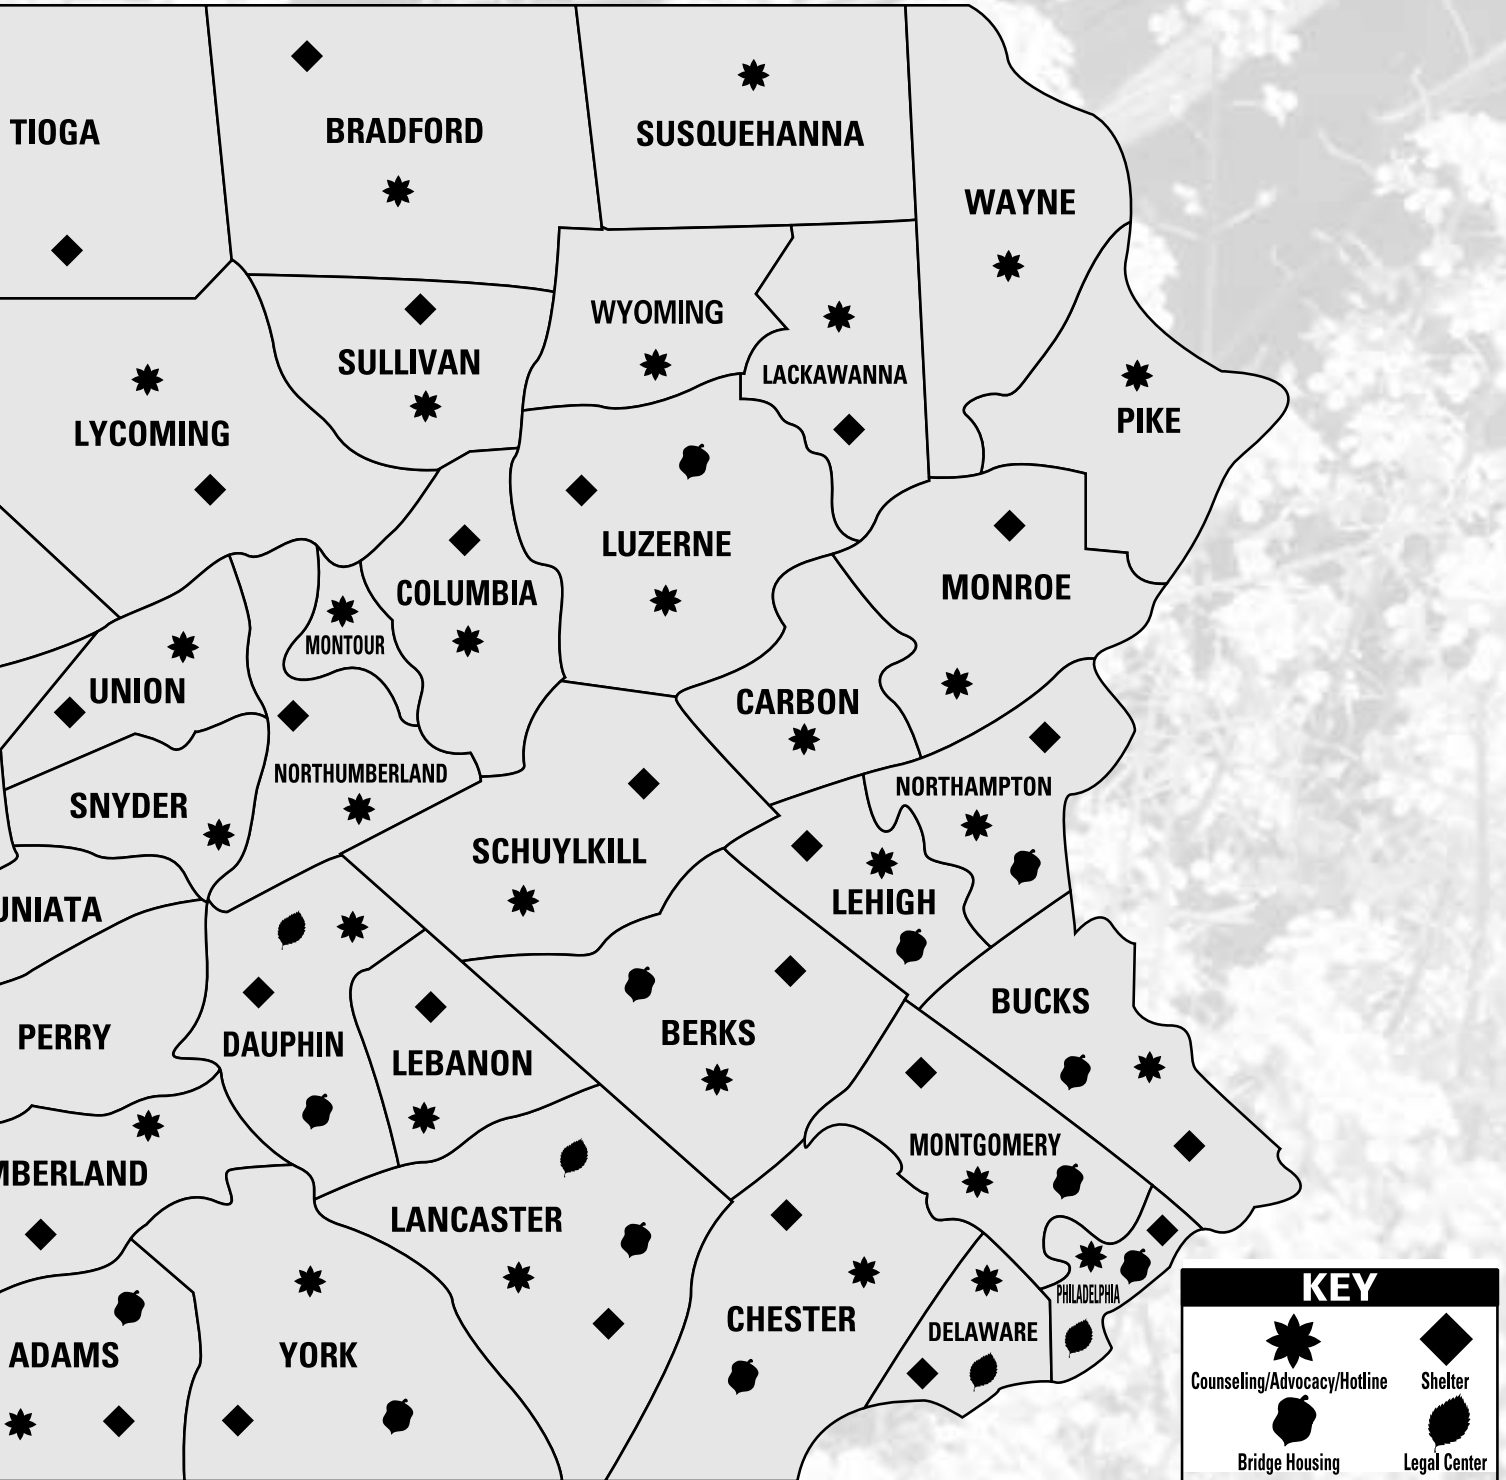 TIOGA
BRADFORD
SUSQUEHANNA
WAYNE
WYOMING
SULLIVAN
LACKAWANNA
PIKE
LYCOMING
LUZERNE
MONROE
COLUMBIA
MONTOUR
UNION
CARBON
NORTHUMBERLAND
NORTHAMPTON
SNYDER
SCHUYLKILL
LEHIGH
UNIATA
BUCKS
PERRY
DAUPHIN
BERKS
LEBANON
MONTGOMERY
MBERLAND
LANCASTER
PHILADELPHIA
CHESTER
DELAWARE
ADAMS
YORK
KEY
Counseling/Advocacy/Hotline
Shelter
Bridge Housing
Legal Center